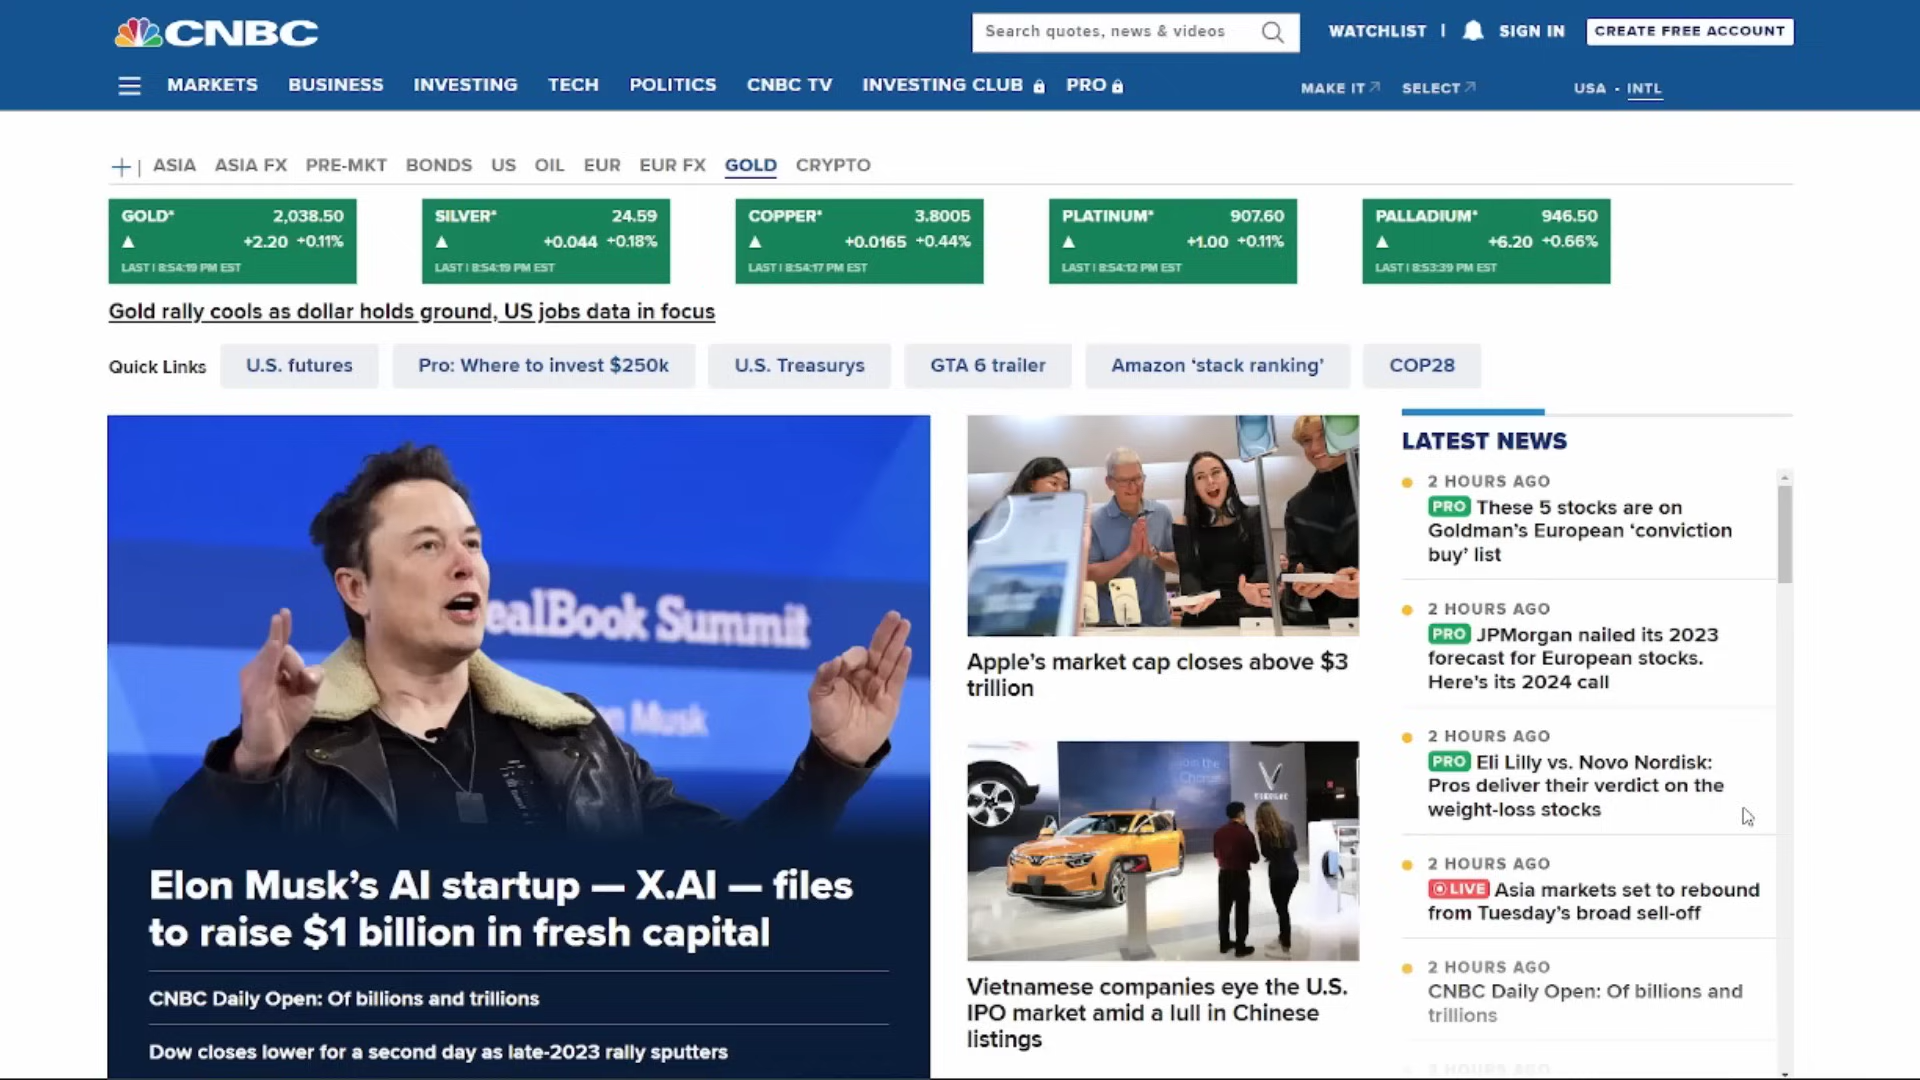 CNBC
Search quotes, news & videos
WATCHLIST
SIGN IN
CREATE FREE ACCOUNT
MARKETS BUSINESS INVESTING TECH POLITICS CNBC TV INVESTING CLUB PRO
MAKE IT SELECT
USA • INTL
ASIA ASIA FX PRE-MKT BONDS US OIL EUR EUR FX GOLD CRYPTO
GOLD* 2,038.50
+2.20 +0.11%
LAST | 8:54:19 PM EST
SILVER* 24.59
+0.044 +0.18%
LAST | 8:54:19 PM EST
COPPER* 3.8005
+0.0165 +0.44%
LAST | 8:54:17 PM EST
PLATINUM* 907.60
+1.00 +0.11%
LAST | 8:54:12 PM EST
PALLADIUM* 946.50
+6.20 +0.66%
LAST | 8:53:39 PM EST
Gold rally cools as dollar holds ground, US jobs data in focus
Quick Links
U.S. futures
Pro: Where to invest $250k
U.S. Treasurys
GTA 6 trailer
Amazon ‘stack ranking’
COP28
ealBook Summit
n Musk
Elon Musk’s AI startup — X.AI — files
to raise $1 billion in fresh capital
CNBC Daily Open: Of billions and trillions
Dow closes lower for a second day as late-2023 rally sputters
Apple’s market cap closes above $3
trillion
Vietnamese companies eye the U.S.
IPO market amid a lull in Chinese
listings
LATEST NEWS
2 HOURS AGO
PRO These 5 stocks are on
Goldman’s European ‘conviction
buy’ list
2 HOURS AGO
PRO JPMorgan nailed its 2023
forecast for European stocks.
Here’s its 2024 call
2 HOURS AGO
PRO Eli Lilly vs. Novo Nordisk:
Pros deliver their verdict on the
weight-loss stocks
2 HOURS AGO
LIVE Asia markets set to rebound
from Tuesday’s broad sell-off
2 HOURS AGO
CNBC Daily Open: Of billions and
trillions